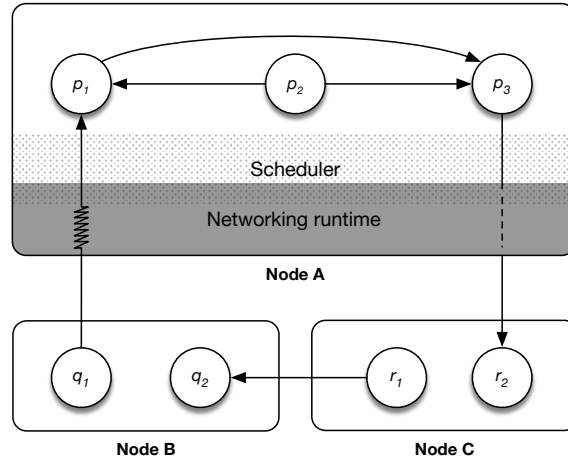 p1 p2 p3
Scheduler
Networking runtime
Node A
q1 q2 r1 r2
Node B Node C